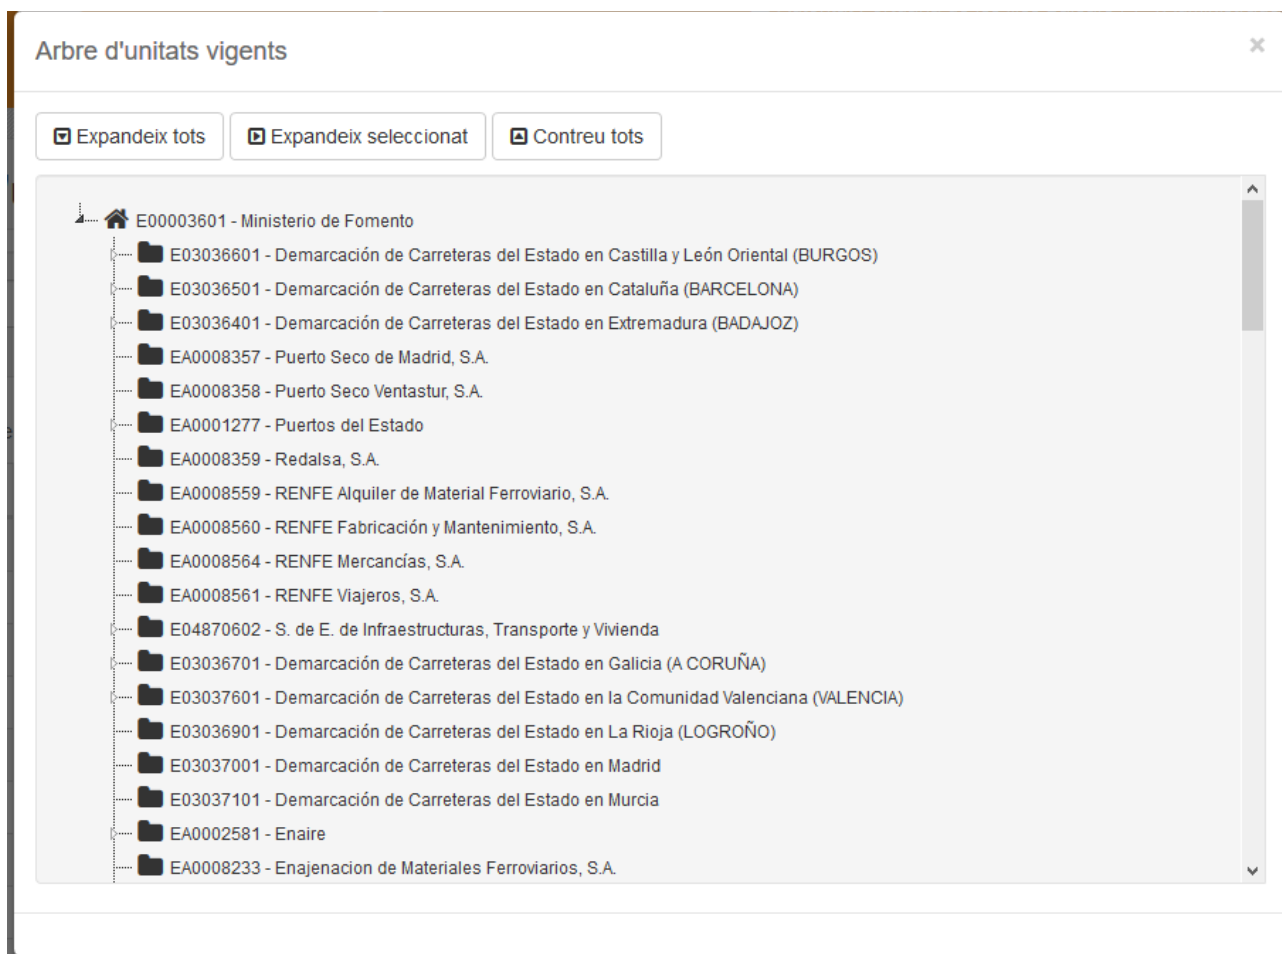 Arbre d'unitats vigents
×
Expandeix tots
Expandeix seleccionat
Contreu tots
E00003601 - Ministerio de Fomento
E03036601 - Demarcación de Carreteras del Estado en Castilla y León Oriental (BURGOS)
E03036501 - Demarcación de Carreteras del Estado en Cataluña (BARCELONA)
E03036401 - Demarcación de Carreteras del Estado en Extremadura (BADAJOZ)
EA0008357 - Puerto Seco de Madrid, S.A.
EA0008358 - Puerto Seco Ventastur, S.A.
EA0001277 - Puertos del Estado
EA0008359 - Redalsa, S.A.
EA0008559 - RENFE Alquiler de Material Ferroviario, S.A.
EA0008560 - RENFE Fabricación y Mantenimiento, S.A.
EA0008564 - RENFE Mercancías, S.A.
EA0008561 - RENFE Viajeros, S.A.
E04870602 - S. de E. de Infraestructuras, Transporte y Vivienda
E03036701 - Demarcación de Carreteras del Estado en Galicia (A CORUÑA)
E03037601 - Demarcación de Carreteras del Estado en la Comunidad Valenciana (VALENCIA)
E03036901 - Demarcación de Carreteras del Estado en La Rioja (LOGROÑO)
E03037001 - Demarcación de Carreteras del Estado en Madrid
E03037101 - Demarcación de Carreteras del Estado en Murcia
EA0002581 - Enaire
EA0008233 - Enajenacion de Materiales Ferroviarios, S.A.